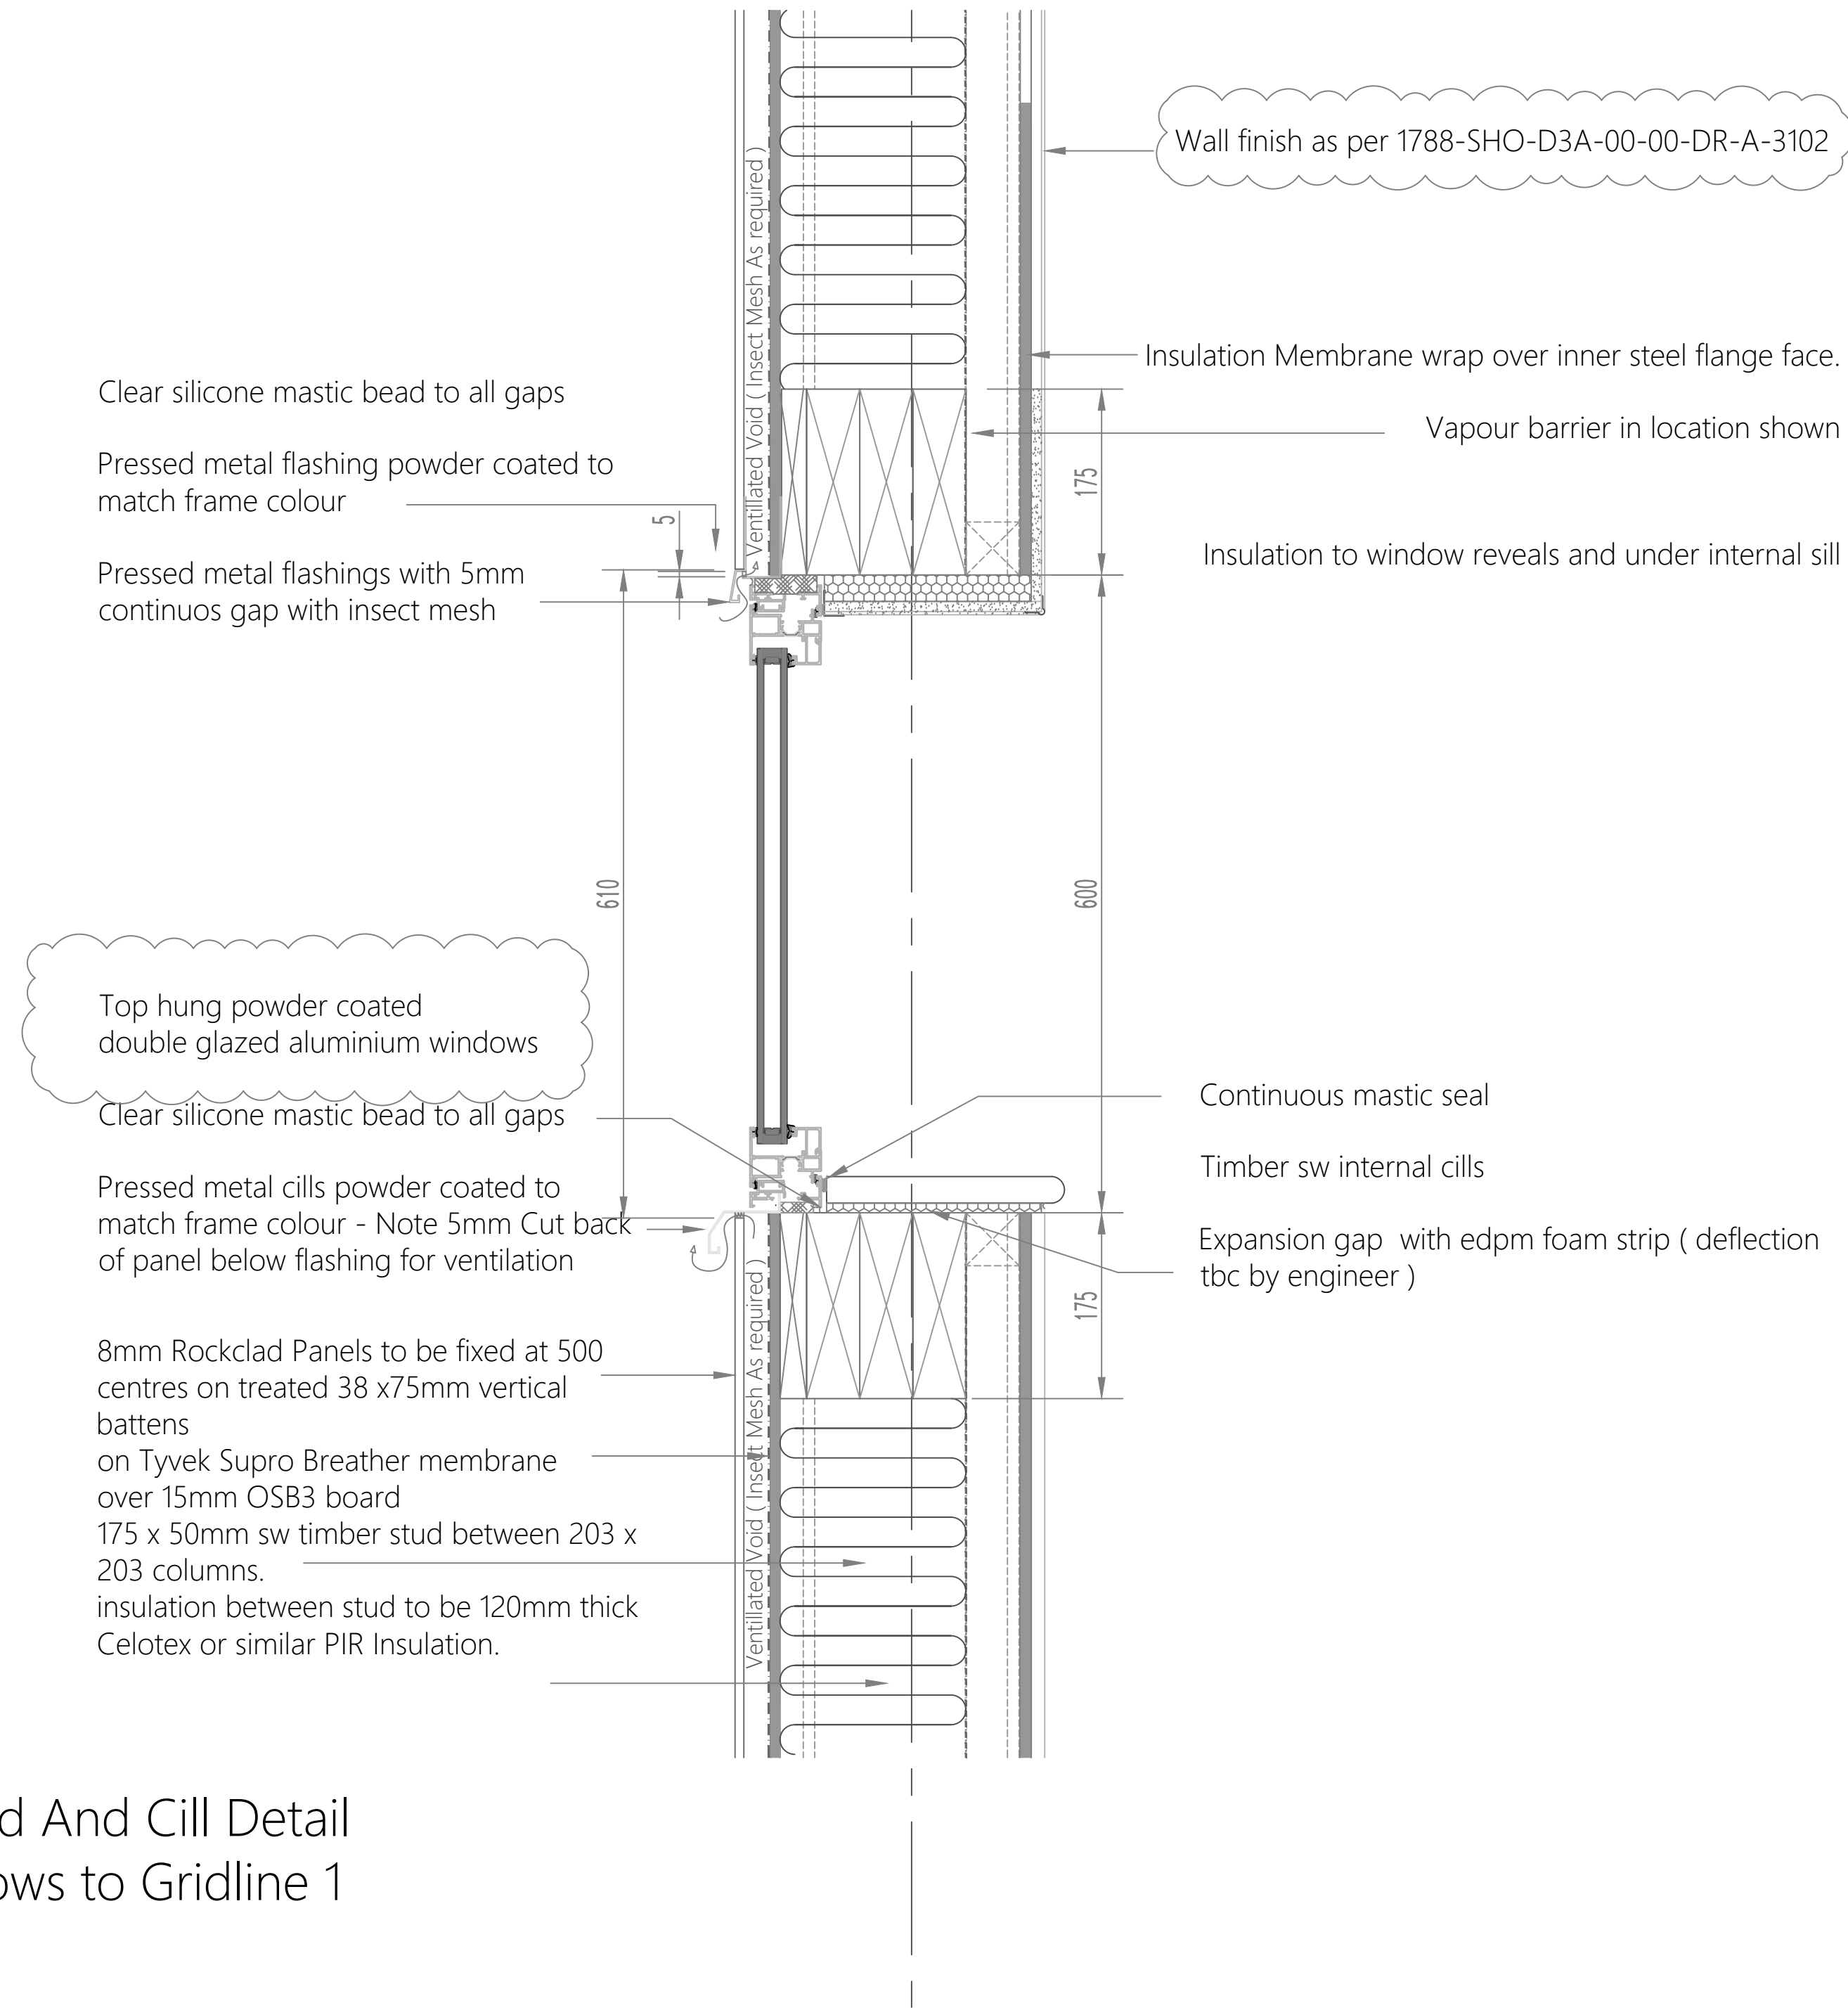 Wall finish as per 1788-SHO-D3A-00-00-DR-A-3102
Ventillated Void ( Insect Mesh As required )
Insulation Membrane wrap over inner steel flange face.
Clear silicone mastic bead to all gaps
Vapour barrier in location shown
Pressed metal flashing powder coated to
match frame colour
175
5
Insulation to window reveals and under internal sill
Pressed metal flashings with 5mm
continuos gap with insect mesh
610
600
Top hung powder coated
double glazed aluminium windows
Clear silicone mastic bead to all gaps
Continuous mastic seal
Timber sw internal cills
Pressed metal cills powder coated to
match frame colour - Note 5mm Cut back
of panel below flashing for ventilation
Expansion gap with edpm foam strip ( deflection
tbc by engineer )
175
Ventillated Void ( Insect Mesh As required )
8mm Rockclad Panels to be fixed at 500
centres on treated 38 x75mm vertical
battens
on Tyvek Supro Breather membrane
over 15mm OSB3 board
175 x 50mm sw timber stud between 203 x
203 columns.
insulation between stud to be 120mm thick
Celotex or similar PIR Insulation.
d And Cill Detail
ows to Gridline 1